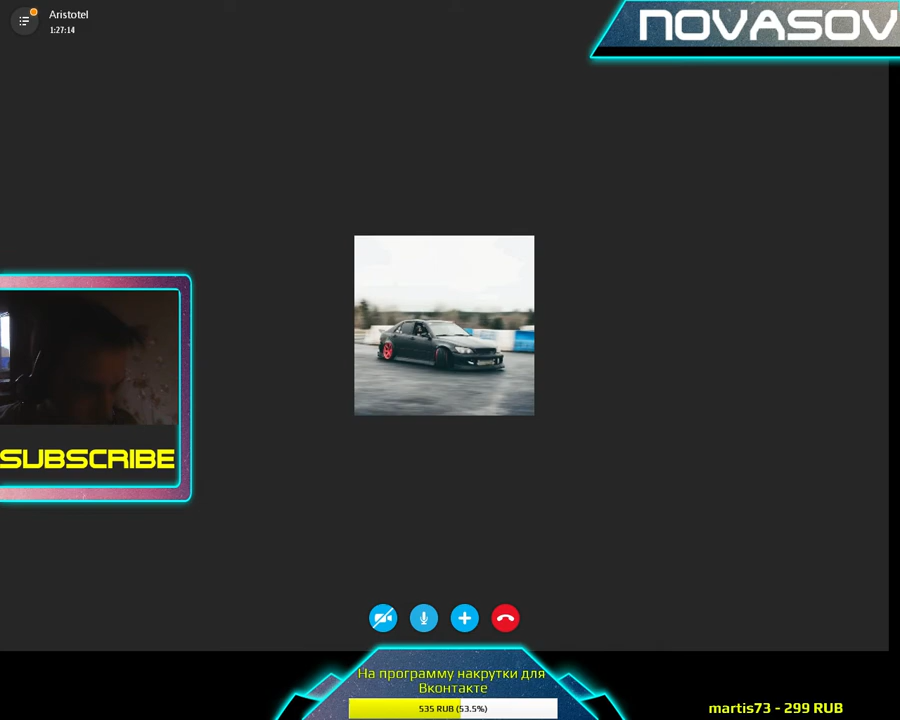 Aristotel
1:27:14
NOVASOV
SUBSCRIBE
На программу накрутки для
Вконтакте
535 RUB (53.5%)
martis73 - 299 RUB